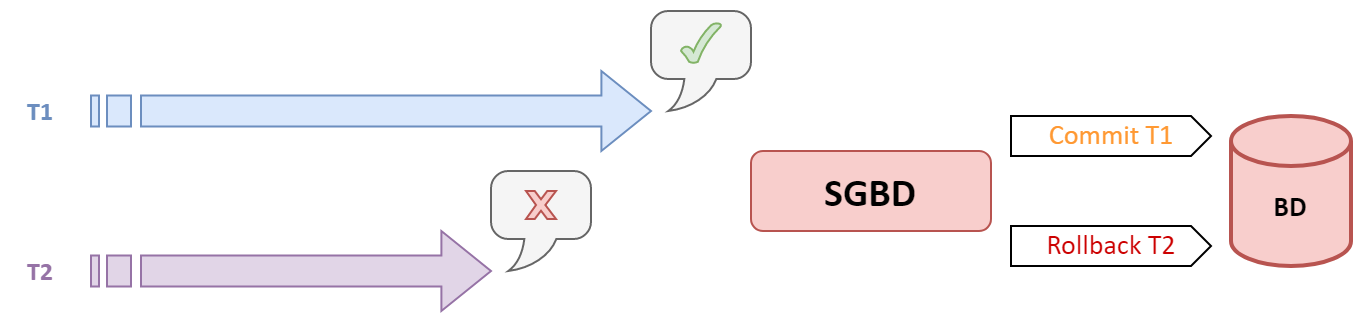 T1
Commit T1
SGBD
BD
Rollback T2
T2